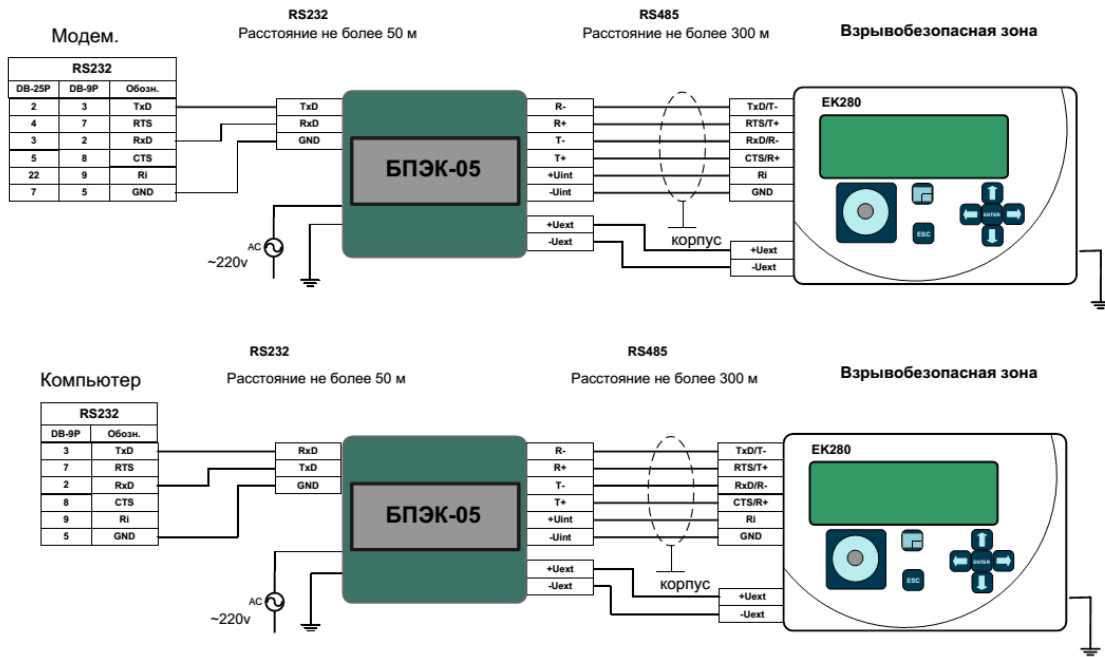 RS232
RS485
Модем.
Расстояние не более 50 м
Расстояние не более 300 м
Взрывобезопасная зона
RS232
DB-25P DB-9P Обозн.
2 3 TxD
4 7 RTS
3 2 RxD
5 8 CTS
22 9 Ri
7 5 GND
TxD
RxD
GND
AC
~220v
БПЭК-05
R-
R+
T-
T+
+Uint
-Uint
+Uext
-Uext
корпус
TxD/T-
RTS/T+
RxD/R-
CTS/R+
Ri
GND
+Uext
-Uext
EK280
ENTER
ESC
RS232
RS485
Компьютер
Расстояние не более 50 м
Расстояние не более 300 м
Взрывобезопасная зона
RS232
DB-9P Обозн.
3 TxD
7 RTS
2 RxD
8 CTS
9 Ri
5 GND
RxD
TxD
GND
AC
~220v
БПЭК-05
R-
R+
T-
T+
+Uint
-Uint
+Uext
-Uext
корпус
TxD/T-
RTS/T+
RxD/R-
CTS/R+
Ri
GND
+Uext
-Uext
EK280
ENTER
ESC